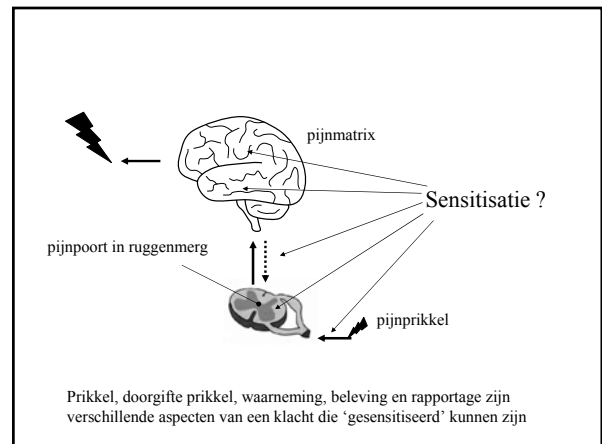 pijnmatrix
Sensitisatie ?
pijnpoort in ruggenmerg
pijnprikkel
Prikkel, doorgifte prikkel, waarneming, beleving en rapportage zijn
verschillende aspecten van een klacht die ‘gesensitiseerd’ kunnen zijn